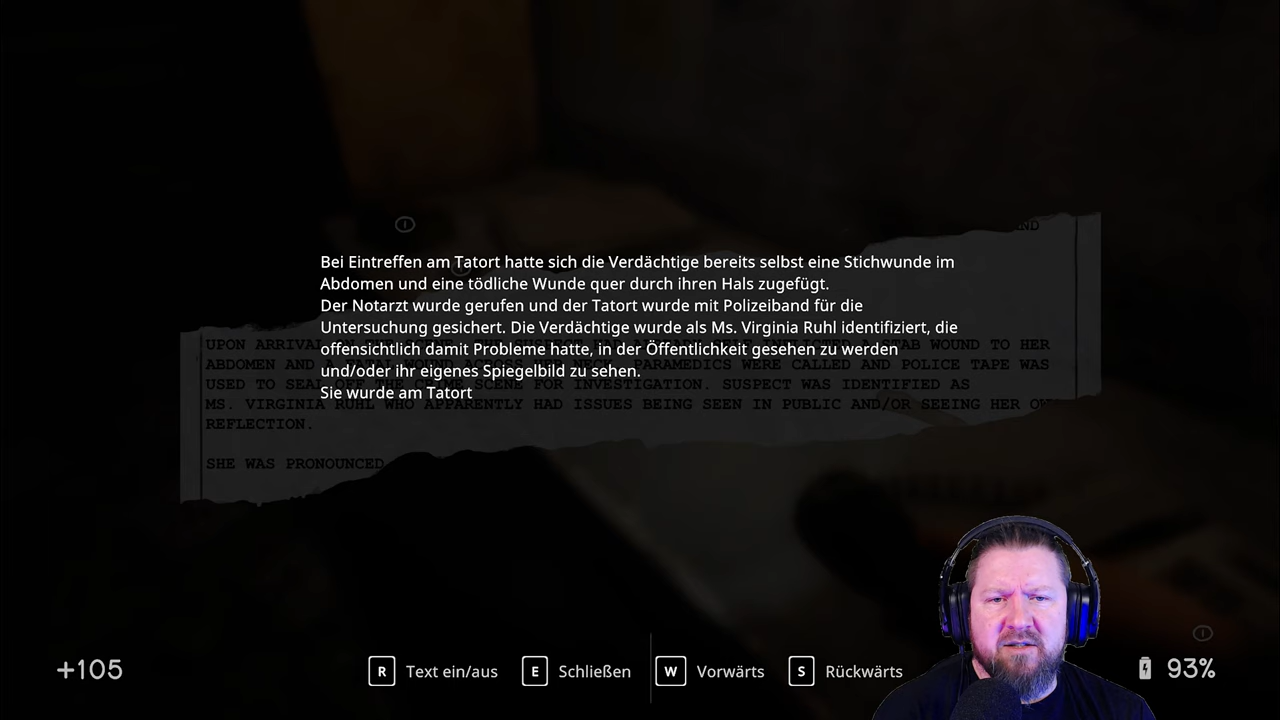 ND
Bei Eintreffen am Tatort hatte sich die Verdächtige bereits selbst eine Stichwunde im
Abdomen und eine tödliche Wunde quer durch ihren Hals zugefügt.
Der Notarzt wurde gerufen und der Tatort wurde mit Polizeiband für die
Untersuchung gesichert. Die Verdächtige wurde als Ms. Virginia Ruhl identifiziert, die
offensichtlich damit Probleme hatte, in der Öffentlichkeit gesehen zu werden
und/oder ihr eigenes Spiegelbild zu sehen.
Sie wurde am Tatort
UPON ARRIVAL STAB WOUND TO HER
ABDOMEN AND A PARAMEDICS WERE CALLED AND POLICE TAPE WAS
USED TO SEAL OFF THE CRIME SCENE FOR INVESTIGATION. SUSPECT WAS IDENTIFIED AS
MS. VIRGINIA RUHL WHO APPARENTLY HAD ISSUES BEING SEEN IN PUBLIC AND/OR SEEING HER
REFLECTION.
SHE WAS PRONOUNCED
+105
R Text ein/aus E Schließen W Vorwärts S Rückwärts
93%